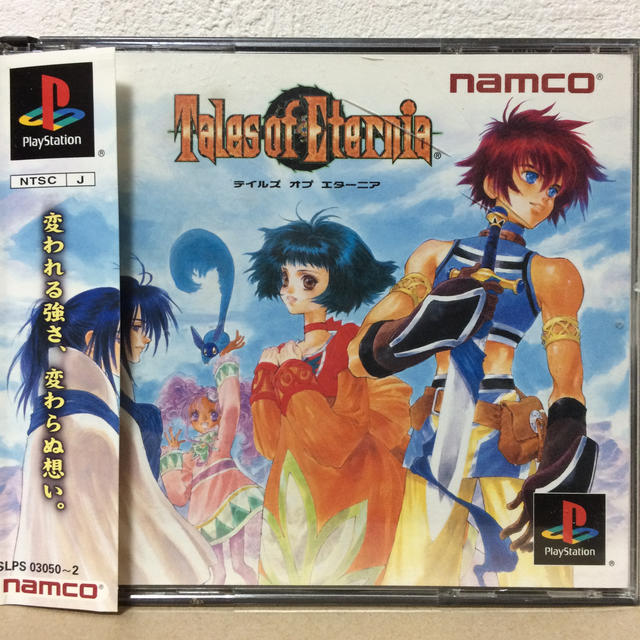 PlayStation
®
NTSC J
変われる強さ、変わらぬ想い。
SLPS 03050~2
namco
namco®
Tales of Eternia®
テイルズ オブ エターニア
PlayStation
®